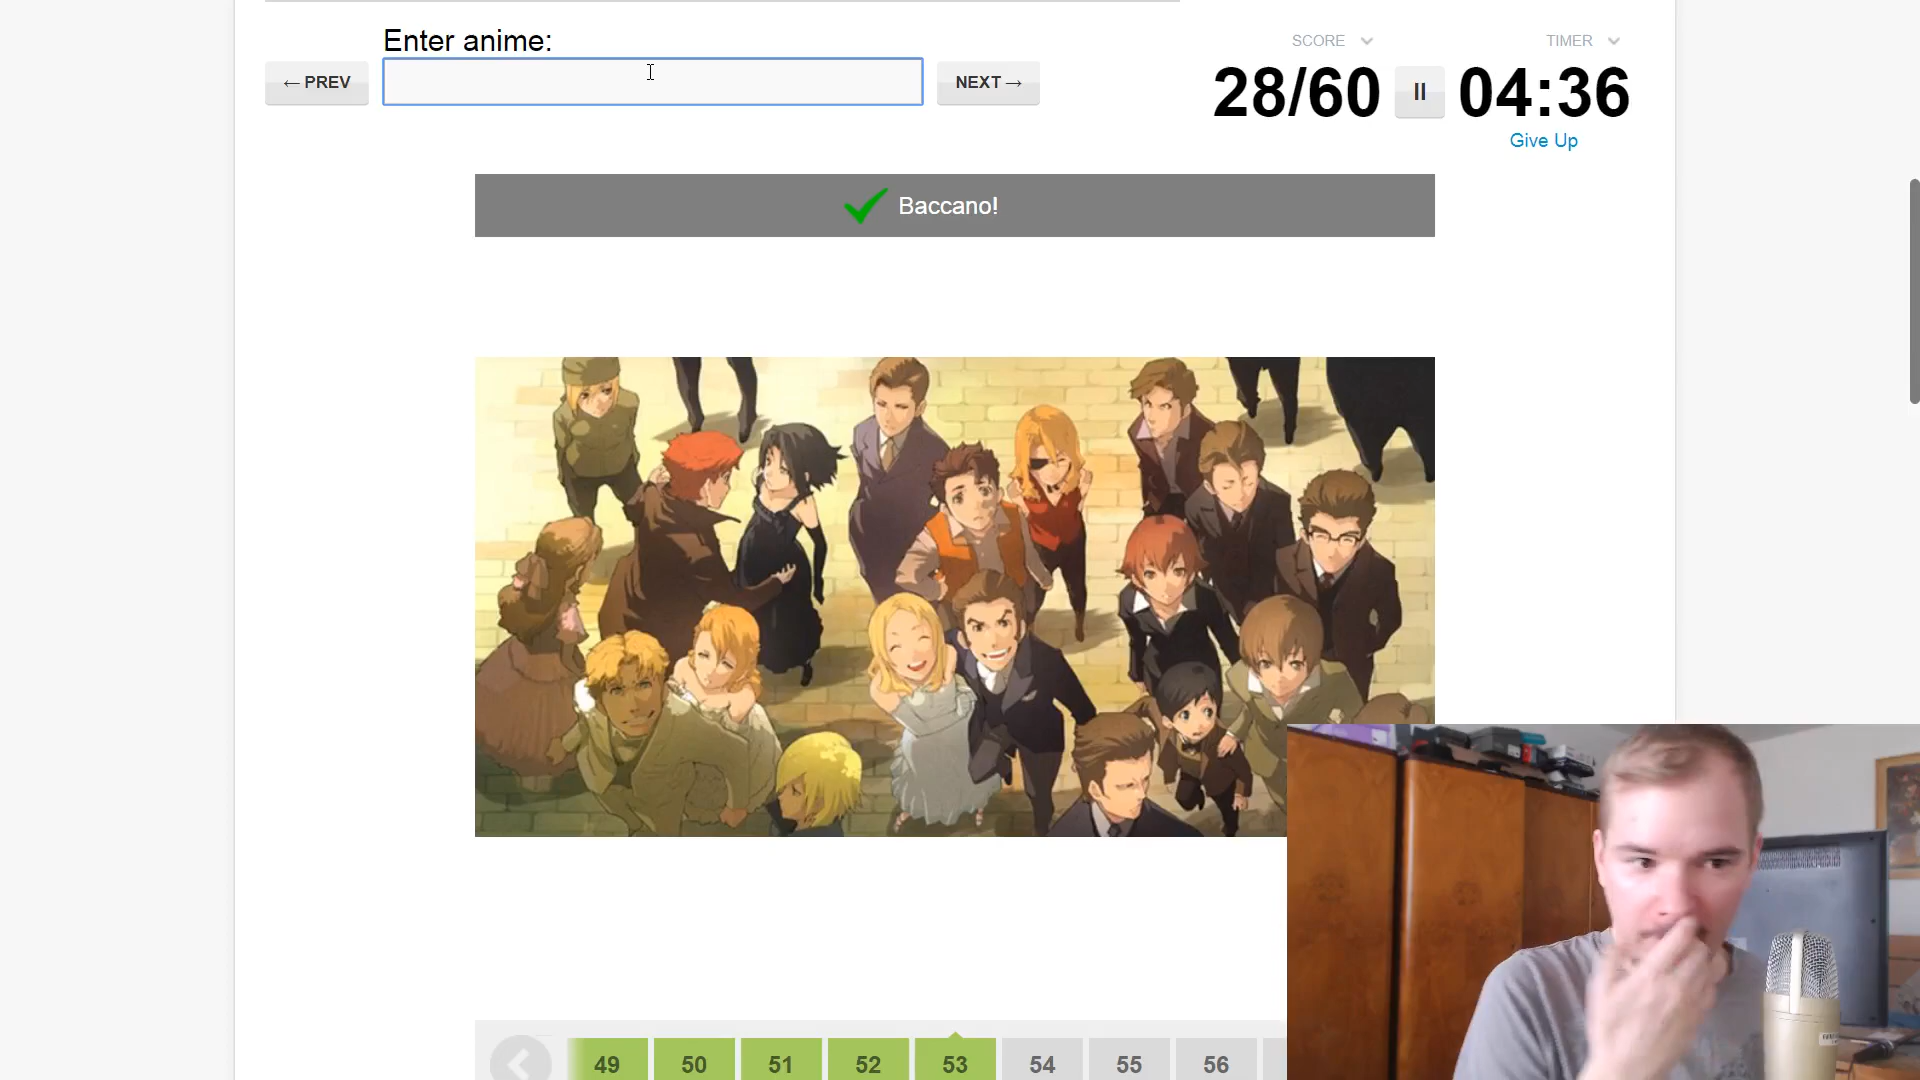 Enter anime:
← PREV
NEXT →
SCORE
28/60
II
TIMER
04:36
Give Up
Baccano!
49 50 51 52 53 54 55 56